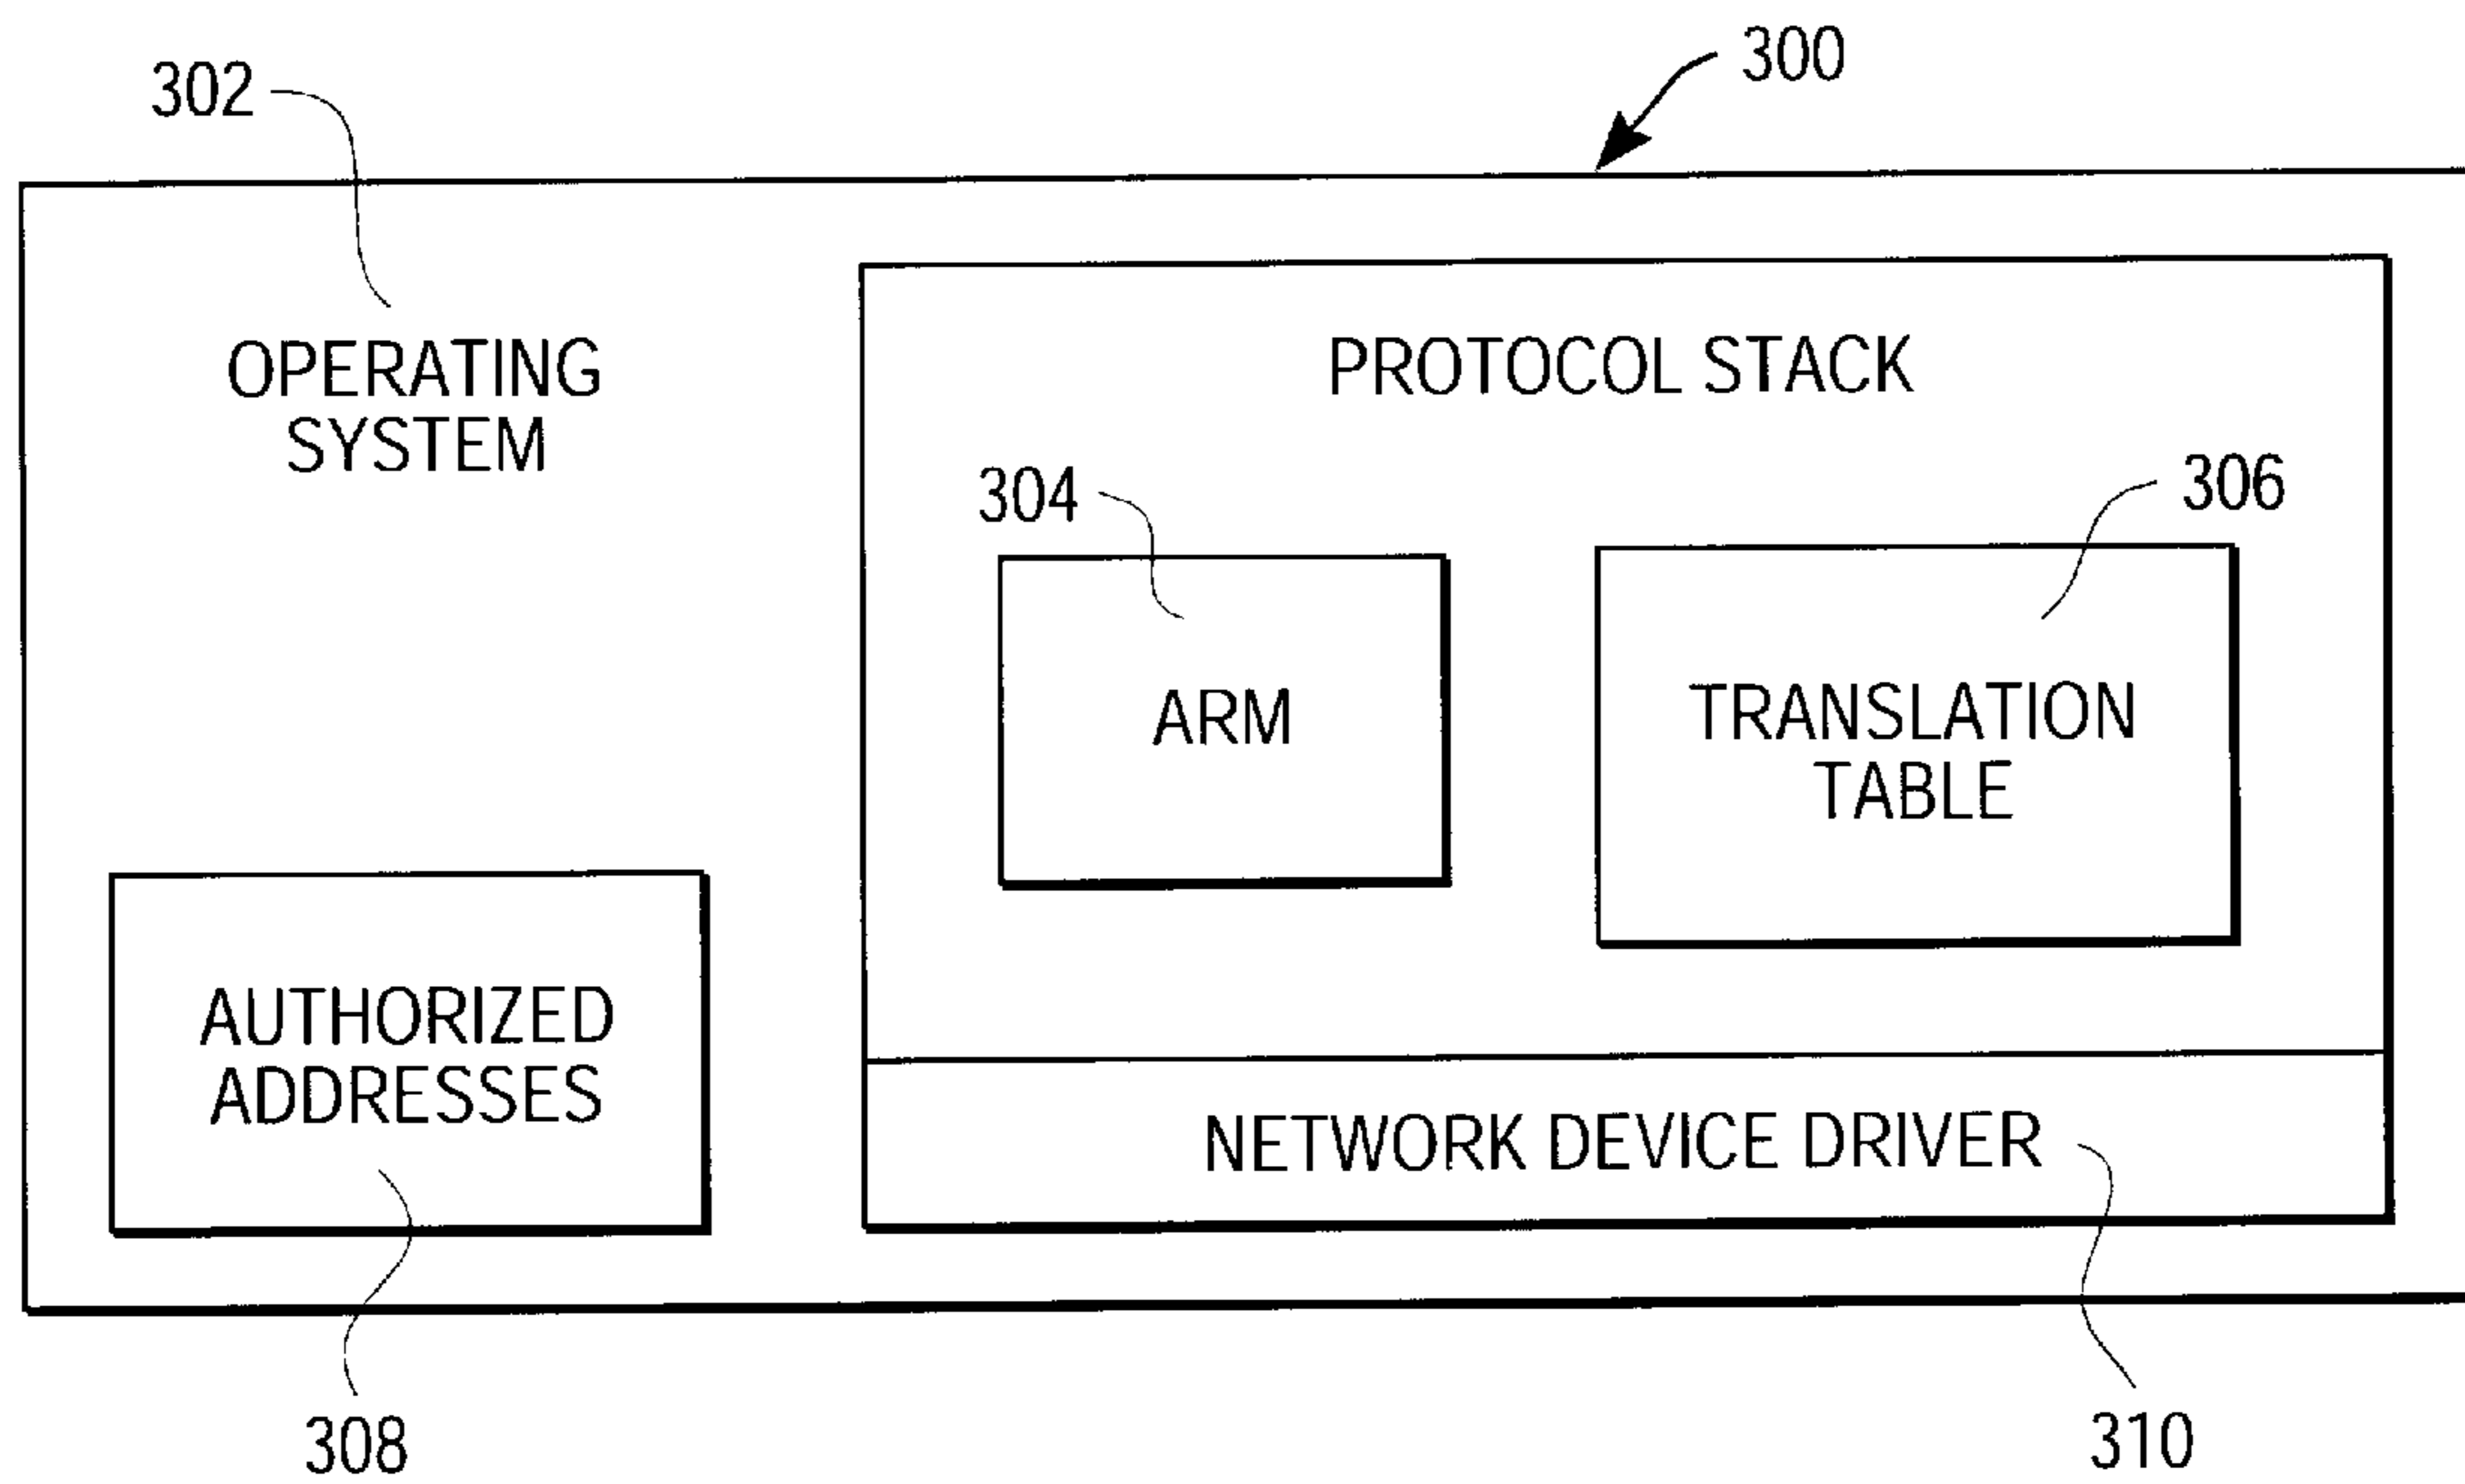 300
302
OPERATING
SYSTEM
PROTOCOL STACK
304
306
ARM
TRANSLATION
TABLE
AUTHORIZED
ADDRESSES
NETWORK DEVICE DRIVER
308
310